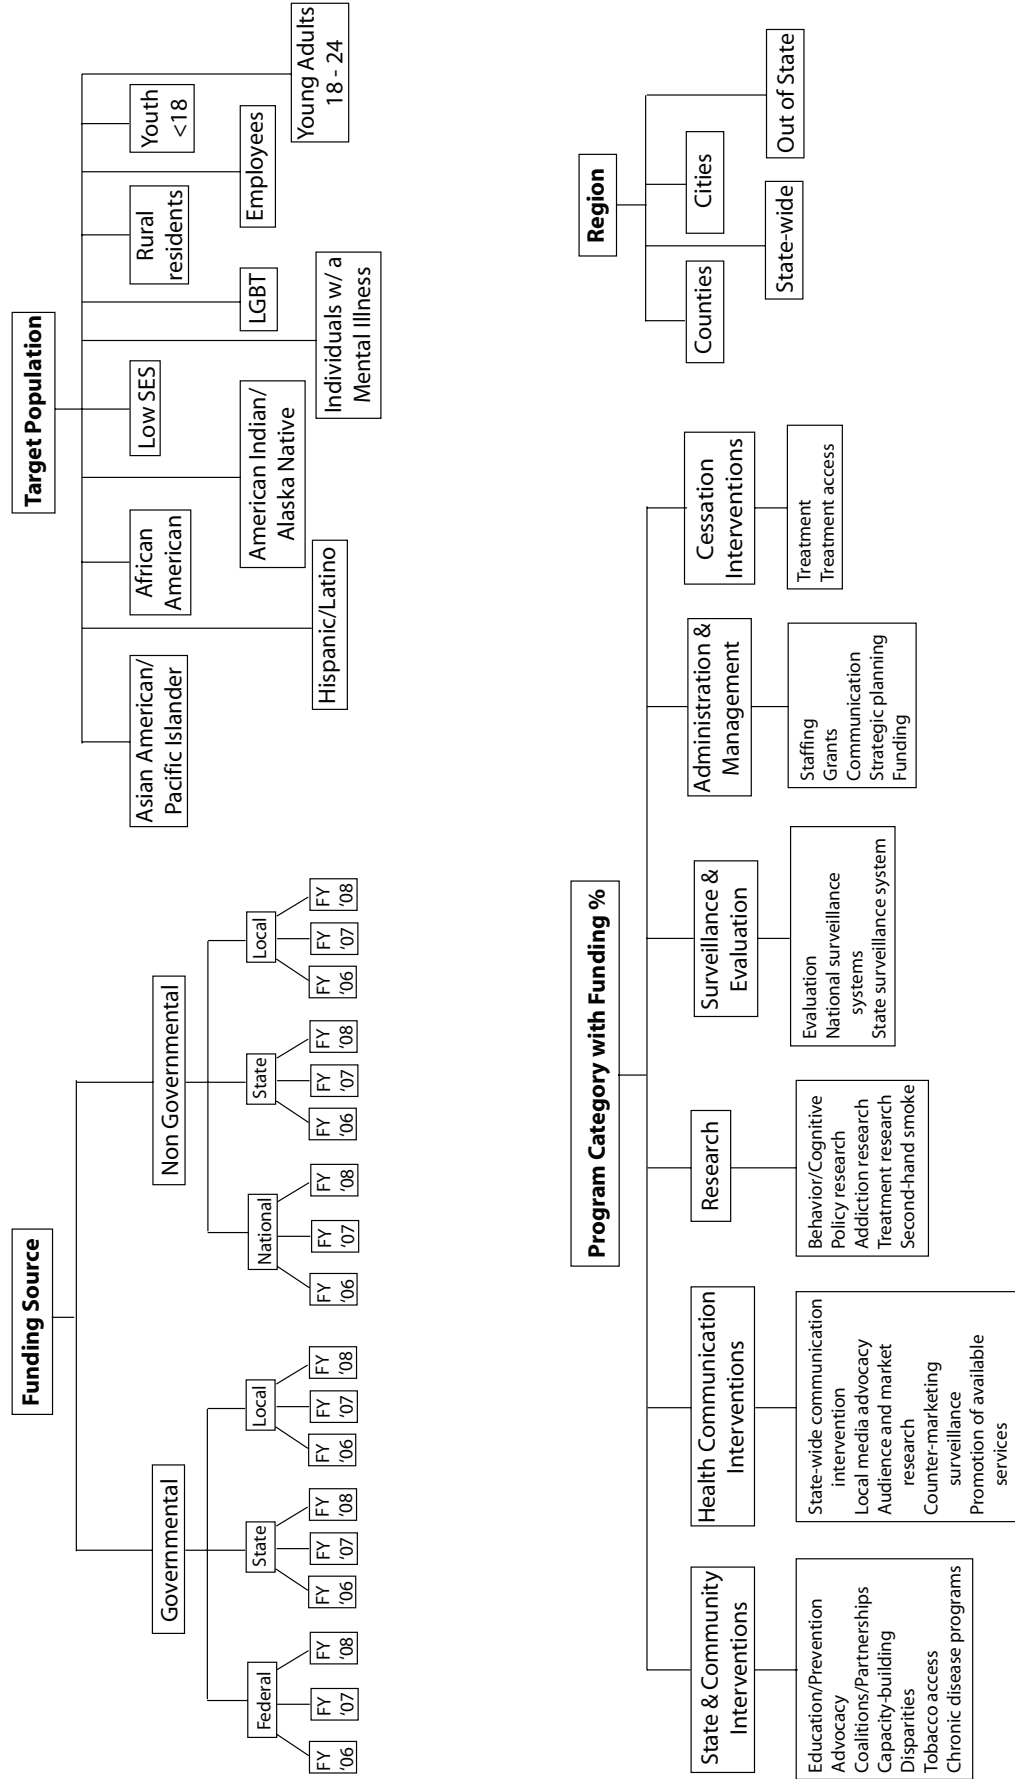 Funding Source
Governmental
Non Governmental
Federal
State
Local
National
State
Local
FY
'06
FY
'07
FY
'08
FY
'06
FY
'07
FY
'08
FY
'06
FY
'07
FY
'08
FY
'06
FY
'07
FY
'08
FY
'06
FY
'07
FY
'08
FY
'06
FY
'07
FY
'08
Target Population
Asian American/
Pacific Islander
African
American
Low SES
Rural
residents
Youth
<18
American Indian/
Alaska Native
LGBT
Employees
Hispanic/Latino
Individuals w/ a
Mental Illness
Young Adults
18 - 24
Program Category with Funding %
State & Community
Interventions
Education/Prevention
Advocacy
Coalitions/Partnerships
Capacity-building
Disparities
Tobacco access
Chronic disease programs
Health Communication
Interventions
State-wide communication
intervention
Local media advocacy
Audience and market
research
Counter-marketing
surveillance
Promotion of available
services
Research
Behavior/Cognitive
Policy research
Addiction research
Treatment research
Second-hand smoke
Surveillance &
Evaluation
Evaluation
National surveillance
systems
State surveillance system
Administration &
Management
Staffing
Grants
Communication
Strategic planning
Funding
Cessation
Interventions
Treatment
Treatment access
Region
Counties
Cities
State-wide
Out of State